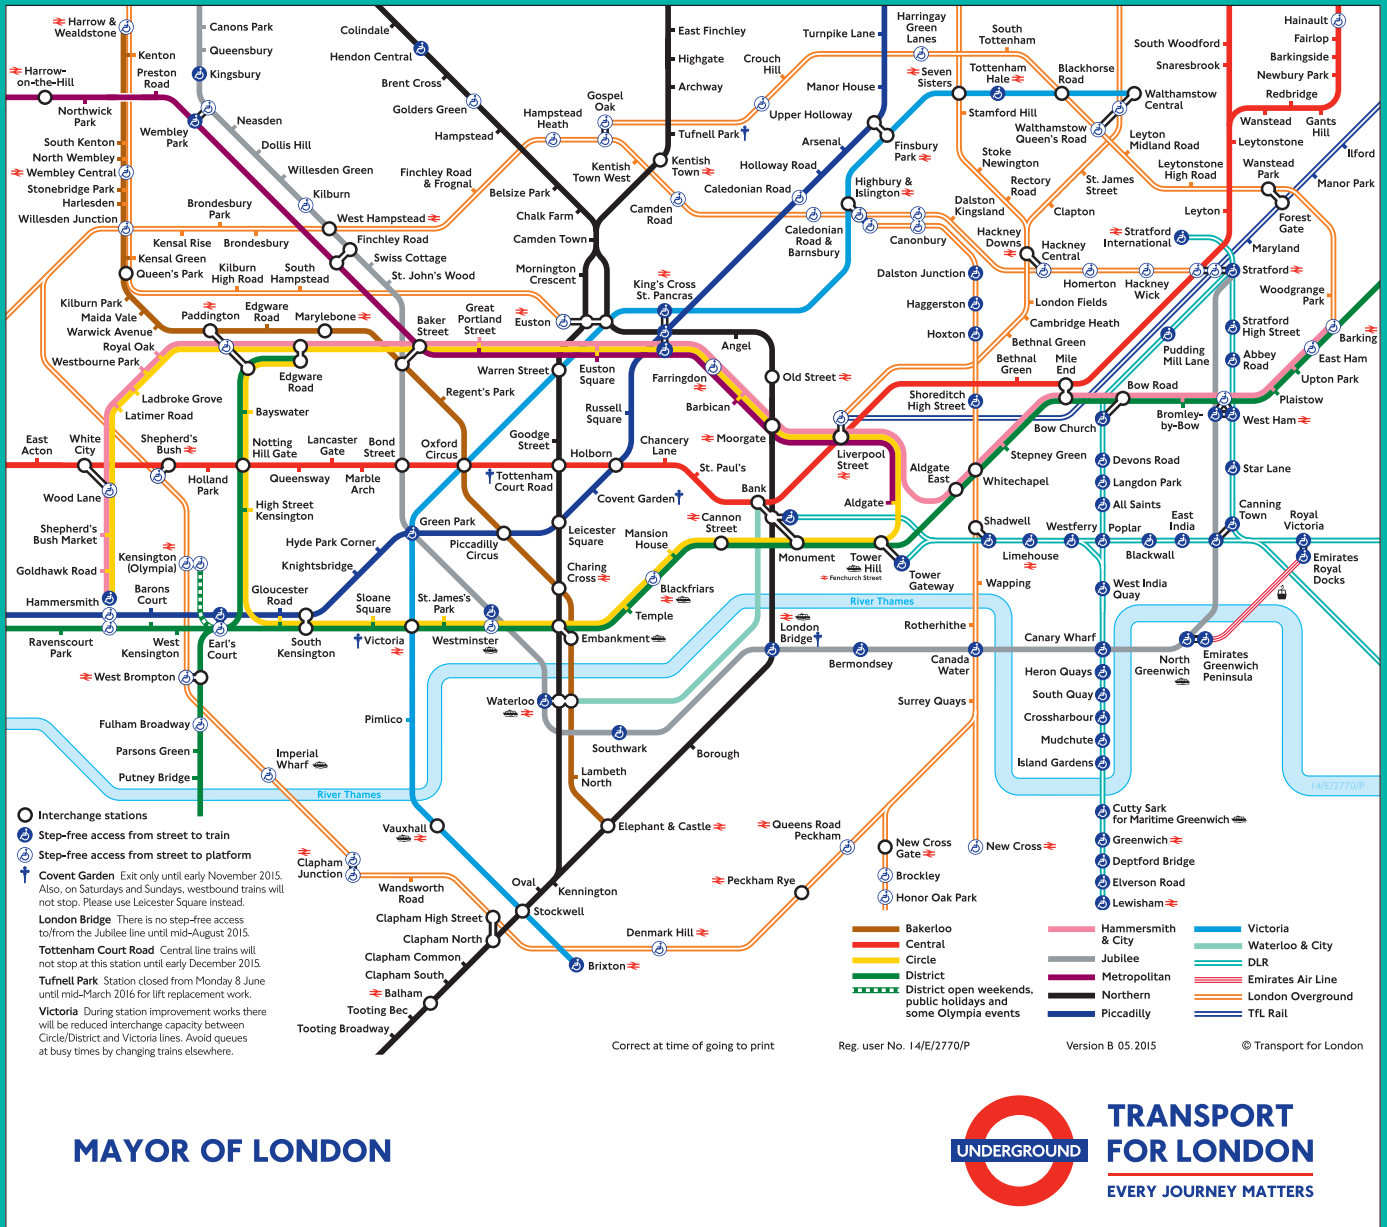 Harrow &
Wealdstone
Kenton
Harrow-
on-the-Hill
Preston
Road
Northwick
Park
South Kenton
North Wembley
Wembley Central
Stonebridge Park
Harlesden
Willesden Junction
Kensal Green
Queen's Park
Kilburn Park
Maida Vale
Warwick Avenue
Royal Oak
Westbourne Park
Canons Park
Queensbury
Kingsbury
Wembley
Park
Neasden
Dollis Hill
Willesden Green
Kilburn
West Hampstead
Finchley Road
Swiss Cottage
St. John's Wood
Brondesbury
Park
Kensal Rise
Brondesbury
Kilburn
High Road
South
Hampstead
Colindale
Hendon Central
Brent Cross
Golders Green
Hampstead
Finchley Road
& Frognal
Belsize Park
Chalk Farm
Camden Town
Mornington
Crescent
Hampstead
Heath
Gospel
Oak
Kentish
Town West
Kentish
Town
East Finchley
Highgate
Archway
Tufnell Park
Crouch
Hill
Upper Holloway
Camden
Road
Caledonian Road
Holloway Road
Arsenal
Turnpike Lane
Manor House
Finsbury
Park
Harringay
Green
Lanes
South
Tottenham
Seven
Sisters
Tottenham
Hale
Blackhorse
Road
Walthamstow
Central
Walthamstow
Queen's Road
Stamford Hill
Stoke
Newington
Rectory
Road
St. James
Street
Clapton
Leyton
Midland Road
Leytonstone
High Road
Highbury &
Islington
Caledonian
Road &
Barnsbury
Canonbury
Dalston
Kingsland
Hackney
Downs
Hackney
Central
Homerton
Hackney
Wick
London Fields
Cambridge Heath
Bethnal Green
Dalston Junction
Haggerston
Hoxton
Shoreditch
High Street
South Woodford
Snaresbrook
Hainault
Fairlop
Barkingside
Newbury Park
Redbridge
Wanstead
Gants
Hill
Leytonstone
Wanstead
Park
Ilford
Manor Park
Forest
Gate
Maryland
Leyton
Stratford
International
Stratford
Woodgrange
Park
Barking
East Ham
Upton Park
Plaistow
Stratford
High Street
Abbey
Road
Pudding
Mill Lane
West Ham
Bromley-
by-Bow
Bow Road
Bow Church
Mile
End
Bethnal
Green
Stepney Green
Whitechapel
Aldgate
East
Aldgate
Liverpool
Street
Moorgate
Old Street
Angel
King's Cross
St. Pancras
Euston
Farringdon
Barbican
Euston
Square
Warren Street
Great
Portland
Street
Baker
Street
Marylebone
Edgware
Road
Paddington
Edgware
Road
Regent's Park
Russell
Square
Goodge
Street
Ladbroke Grove
Latimer Road
Bayswater
East
Acton
White
City
Shepherd's
Bush
Wood Lane
Holland
Park
Notting
Hill Gate
Lancaster
Gate
Queensway
Marble
Arch
Bond
Street
Oxford
Circus
Tottenham
Court Road
Holborn
Chancery
Lane
St. Paul's
Bank
Covent Garden
Leicester
Square
Cannon
Street
Mansion
House
Monument
Tower
Hill
Fenchurch Street
Tower
Gateway
Shepherd's
Bush Market
Goldhawk Road
Hammersmith
Kensington
(Olympia)
High Street
Kensington
Barons
Court
Gloucester
Road
Hyde Park Corner
Knightsbridge
Green Park
Piccadilly
Circus
Charing
Cross
Blackfriars
Temple
Embankment
Sloane
Square
St. James's
Park
Victoria
Westminster
South
Kensington
Earl's
Court
West
Kensington
Ravenscourt
Park
West Brompton
Fulham Broadway
Parsons Green
Putney Bridge
Imperial
Wharf
River Thames
Pimlico
Waterloo
Southwark
Lambeth
North
Borough
London
Bridge
Bermondsey
Canada
Water
River Thames
Rotherhithe
Wapping
Shadwell
Limehouse
Westferry
Poplar
East
India
Blackwall
Canning
Town
Royal
Victoria
Emirates
Royal
Docks
Devons Road
Langdon Park
All Saints
Star Lane
West India
Quay
Canary Wharf
Heron Quays
South Quay
Crossharbour
Mudchute
Island Gardens
North
Greenwich
Emirates
Greenwich
Peninsula
14/E/2770/P
Cutty Sark
for Maritime Greenwich
Greenwich
Deptford Bridge
Elverson Road
Lewisham
Surrey Quays
New Cross
New Cross
Gate
Brockley
Honor Oak Park
Queens Road
Peckham
Peckham Rye
Denmark Hill
Elephant & Castle
Kennington
Oval
Stockwell
Brixton
Vauxhall
Clapham
Junction
Wandsworth
Road
Clapham High Street
Clapham North
Clapham Common
Clapham South
Balham
Tooting Bec
Tooting Broadway
Interchange stations
Step-free access from street to train
Step-free access from street to platform
Covent Garden Exit only until early November 2015.
Also, on Saturdays and Sundays, westbound trains will
not stop. Please use Leicester Square instead.
London Bridge There is no step-free access
to/from the Jubilee line until mid-August 2015.
Tottenham Court Road Central line trains will
not stop at this station until early December 2015.
Tufnell Park Station closed from Monday 8 June
until mid-March 2016 for lift replacement work.
Victoria During station improvement works there
will be reduced interchange capacity between
Circle/District and Victoria lines. Avoid queues
at busy times by changing trains elsewhere.
Bakerloo
Central
Circle
District
District open weekends,
public holidays and
some Olympia events
Hammersmith
& City
Jubilee
Metropolitan
Northern
Piccadilly
Victoria
Waterloo & City
DLR
Emirates Air Line
London Overground
TfL Rail
Correct at time of going to print
Reg. user No. 14/E/2770/P
Version B 05.2015
© Transport for London
MAYOR OF LONDON
UNDERGROUND
TRANSPORT
FOR LONDON
EVERY JOURNEY MATTERS